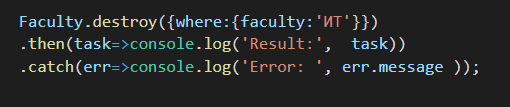 Faculty.destroy({where:{faculty:'ИТ'}})
.then(task=>console.log('Result:',  task))
.catch(err=>console.log('Error: ', err.message ));